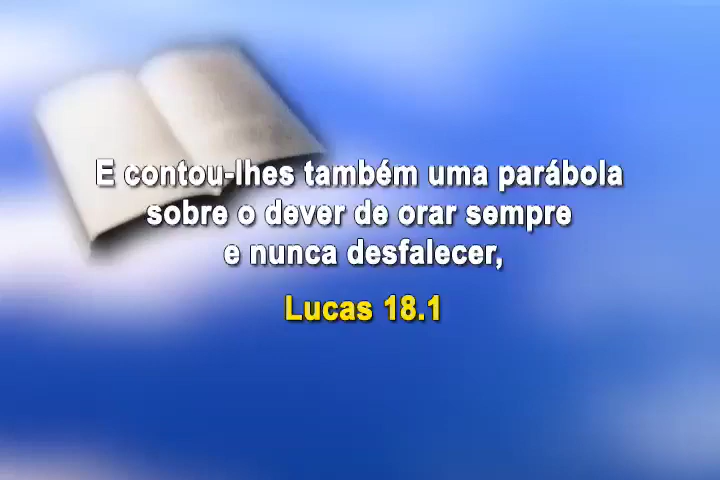 E contou-lhes também uma parábola
sobre o dever de orar sempre
e nunca desfalecer,
Lucas 18.1